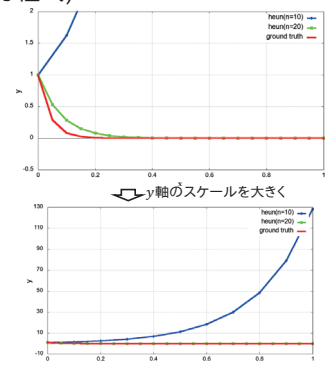 2
heun(n=10)
heun(n=20)
ground truth
1.5
1
y
0.5
0
-0.5
0 0.2 0.4 0.6 0.8 1
x
y軸のスケールを大きく
130
heun(n=10)
heun(n=20)
ground truth
110
90
70
y
50
30
10
-10
0 0.2 0.4 0.6 0.8 1